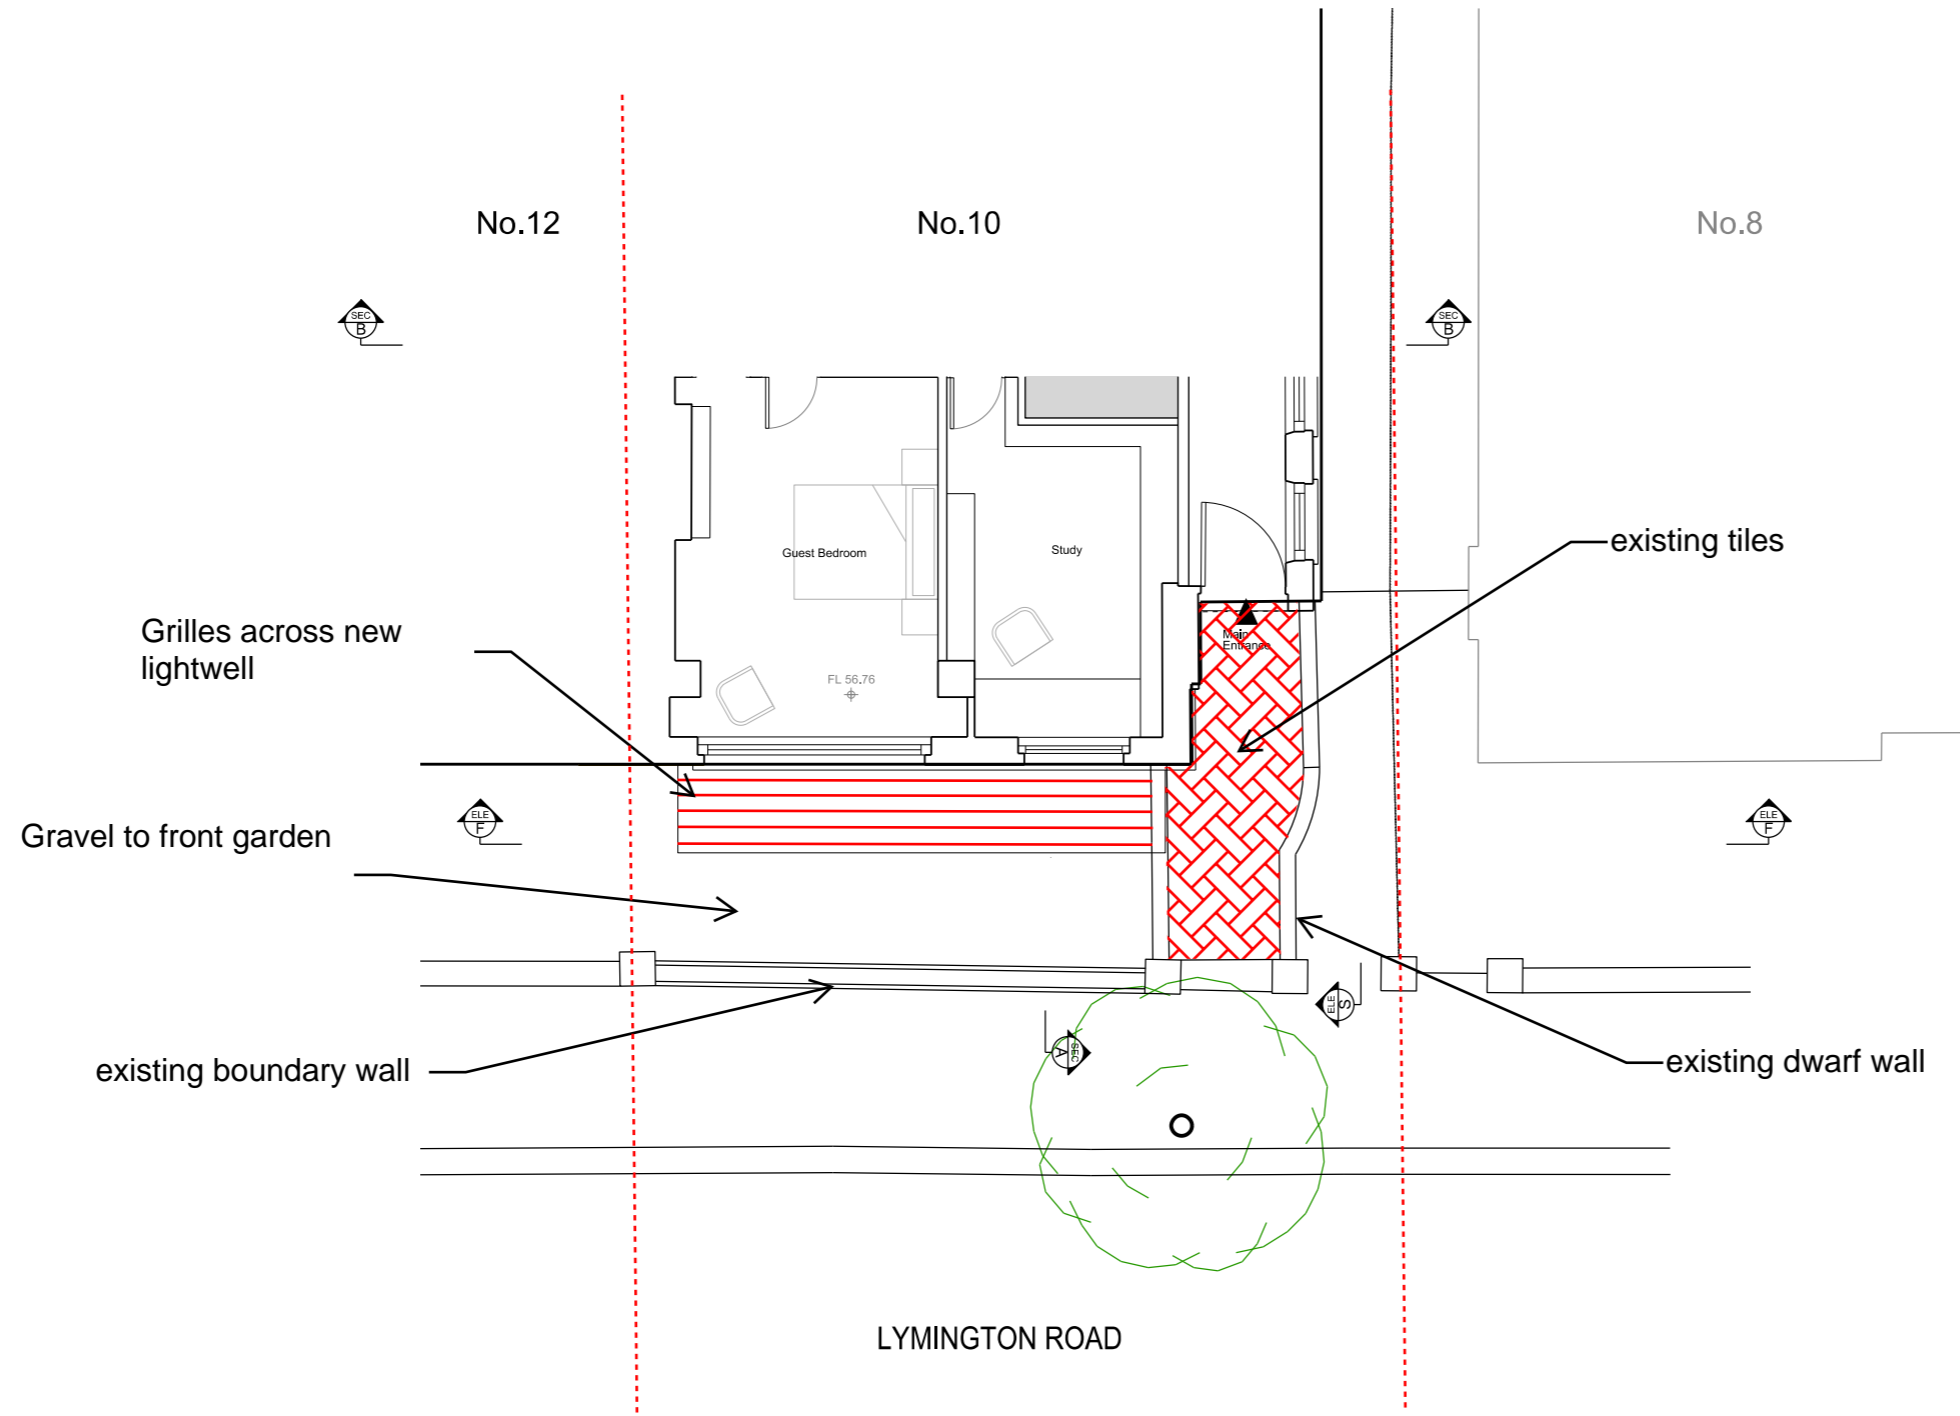 No.12
No.10
No.8
SEC
B
SEC
B
existing tiles
Guest Bedroom
Study
Grilles across new
lightwell
Main
Entrance
FL 56.76
ELE
F
ELE
F
Gravel to front garden
ELE
S
SEC
A
existing boundary wall
existing dwarf wall
LYMINGTON ROAD